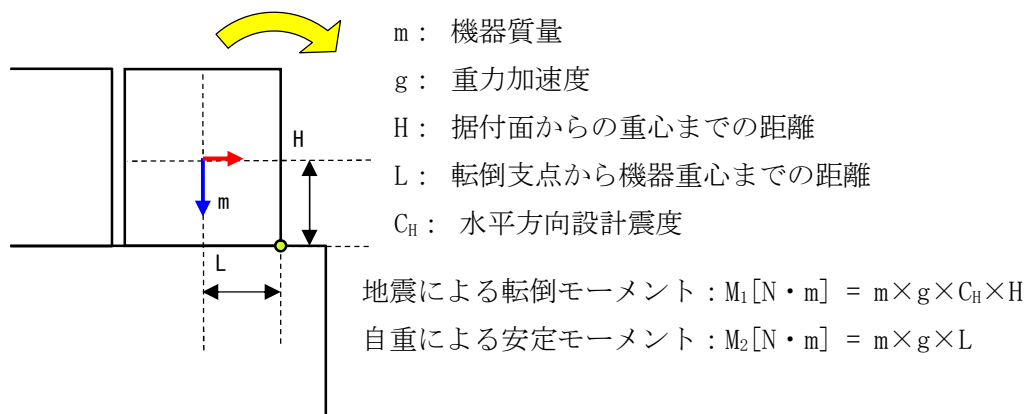 m： 機器質量
g： 重力加速度
H： 据付面からの重心までの距離
L： 転倒支点から機器重心までの距離
C_H： 水平方向設計震度
H
m
L
地震による転倒モーメント：M₁[N・m] = m×g×C_H×H
自重による安定モーメント：M₂[N・m] = m×g×L